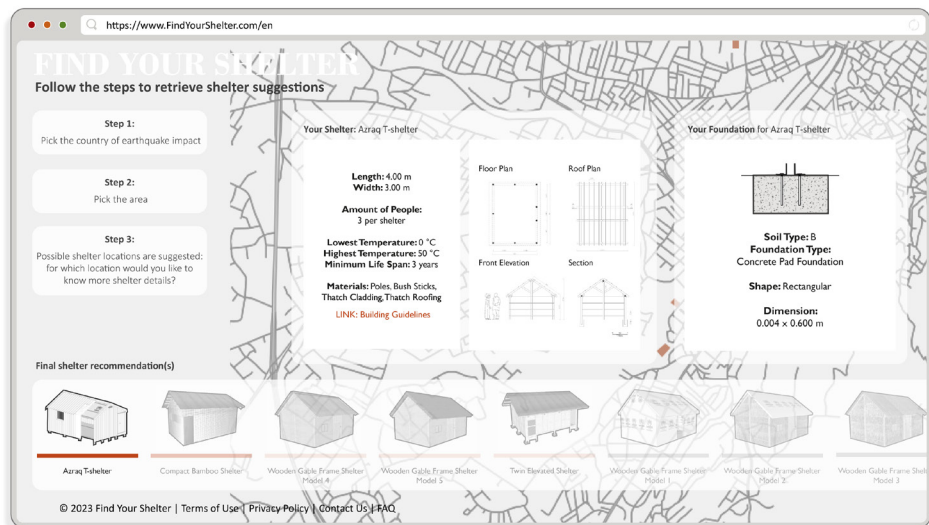 https://www.FindYourShelter.com/en
FIND YOUR SHELTER
Follow the steps to retrieve shelter suggestions
Step 1:
Pick the country of earthquake impact
Step 2:
Pick the area
Step 3:
Possible shelter locations are suggested:
for which location would you like to
know more shelter details?
Your Shelter: Azraq T-shelter
Length: 4.00 m
Width: 3.00 m
Amount of People:
3 per shelter
Lowest Temperature: 0 °C
Highest Temperature: 50 °C
Minimum Life Span: 3 years
Materials: Poles, Bush Sticks,
Thatch Cladding, Thatch Roofing
LINK: Building Guidelines
Floor Plan
Roof Plan
Front Elevation
Section
Your Foundation for Azraq T-shelter
Soil Type: B
Foundation Type:
Concrete Pad Foundation
Shape: Rectangular
Dimension:
0.004 x 0.600 m
Final shelter recommendation(s)
Azraq T-shelter
Compact Bamboo Shelter
Wooden Gable Frame Shelter
Model 4
Wooden Gable Frame Shelter
Model 5
Twin Elevated Shelter
Wooden Gable Frame Shelter
Model 1
Wooden Gable Frame Shelter
Model 2
Wooden Gable Frame Shel
Model 3
© 2023 Find Your Shelter | Terms of Use | Privacy Policy | Contact Us | FAQ